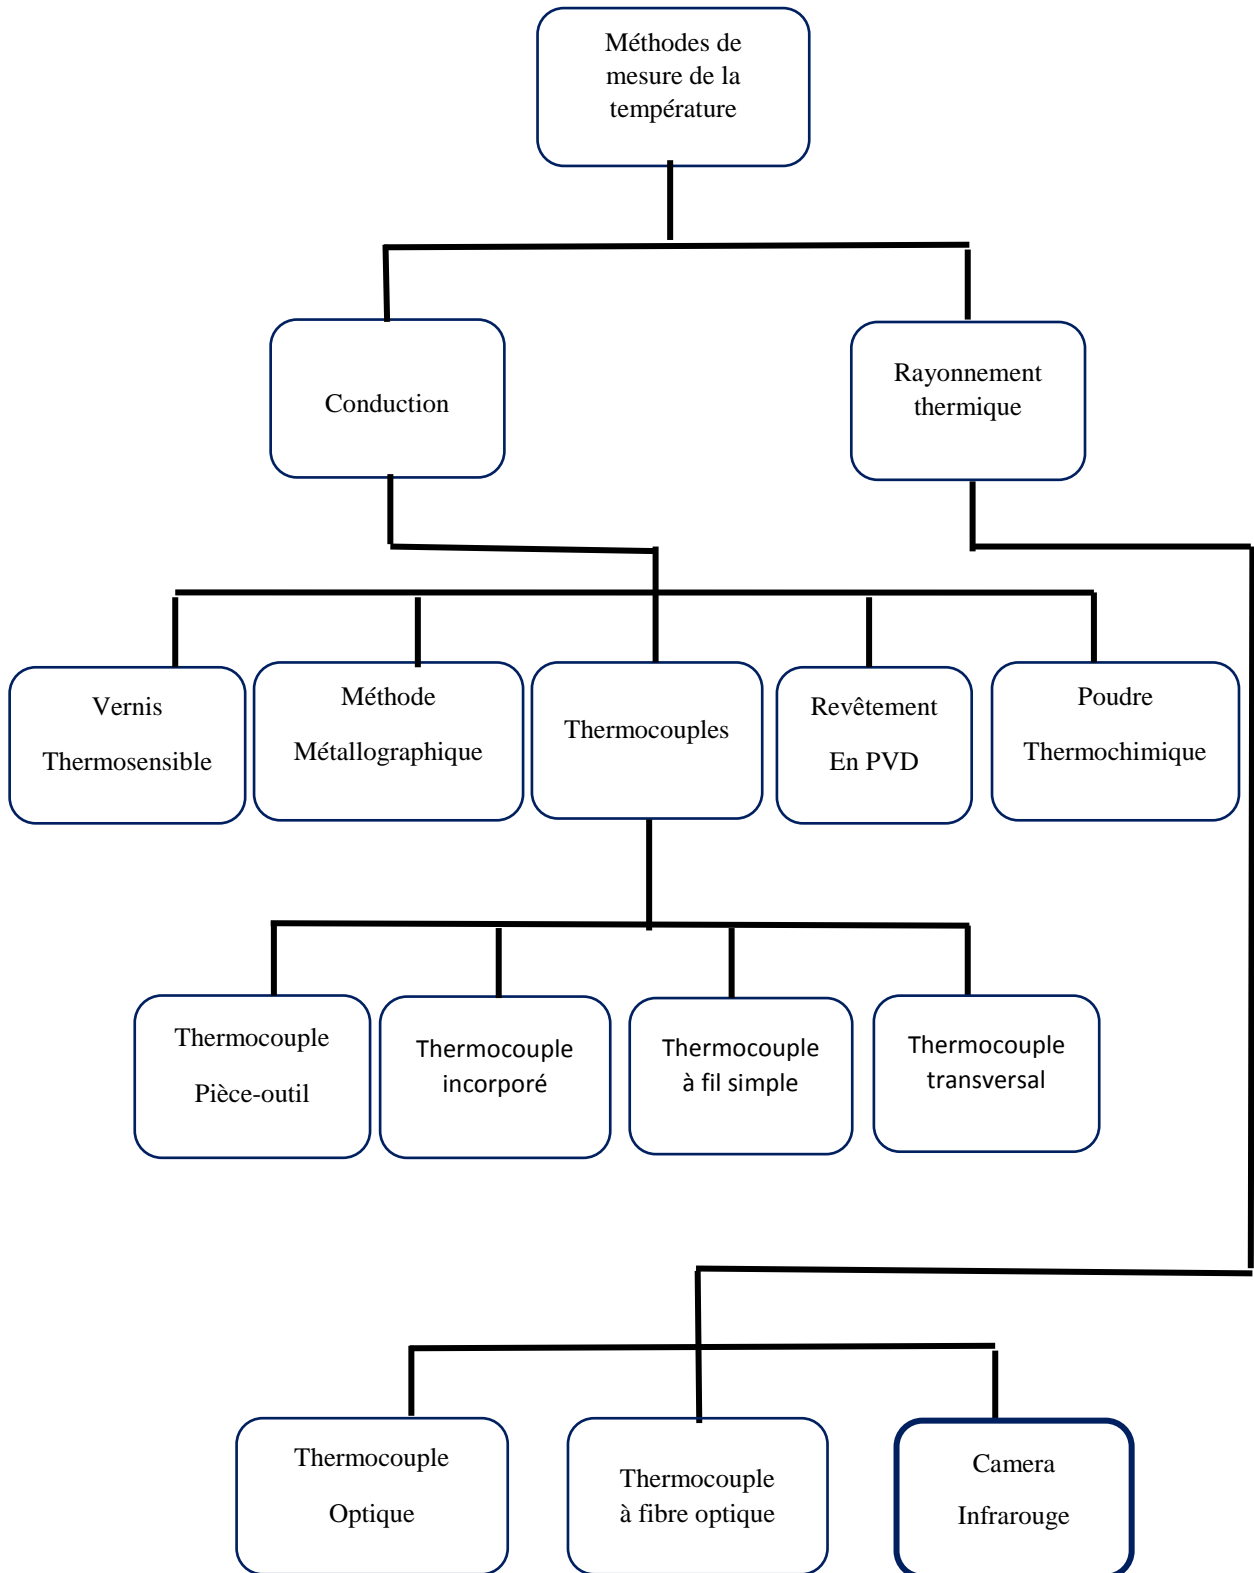 Méthodes de
mesure de la
température
Conduction
Rayonnement
thermique
Vernis
Thermosensible
Méthode
Métallographique
Thermocouples
Revêtement
En PVD
Poudre
Thermochimique
Thermocouple
Pièce-outil
Thermocouple
incorporé
Thermocouple
à fil simple
Thermocouple
transversal
Thermocouple
Optique
Thermocouple
à fibre optique
Camera
Infrarouge